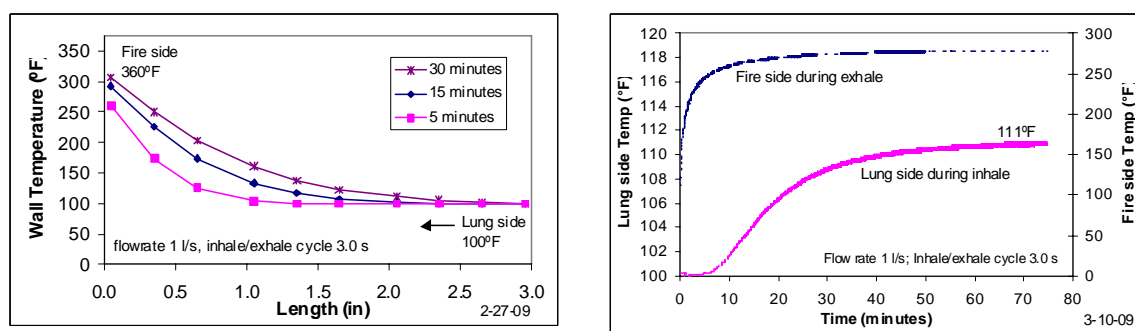 Wall Temperature (ºF)
350
300
250
200
150
100
50
0
Fire side
360ºF
30 minutes
15 minutes
5 minutes
Lung side
100ºF
flowrate 1 l/s, inhale/exhale cycle 3.0 s
0.0 0.5 1.0 1.5 2.0 2.5 3.0
Length (in)
2-27-09
Lung side Temp (°F)
120
118
116
114
112
110
108
106
104
102
100
Fire side during exhale
111ºF
Lung side during inhale
Flow rate 1 l/s; Inhale/exhale cycle 3.0 s
300
250
200
150
100
50
0
Fire side Temp (°F)
0 10 20 30 40 50 60 70 80
Time (minutes)
3-10-09